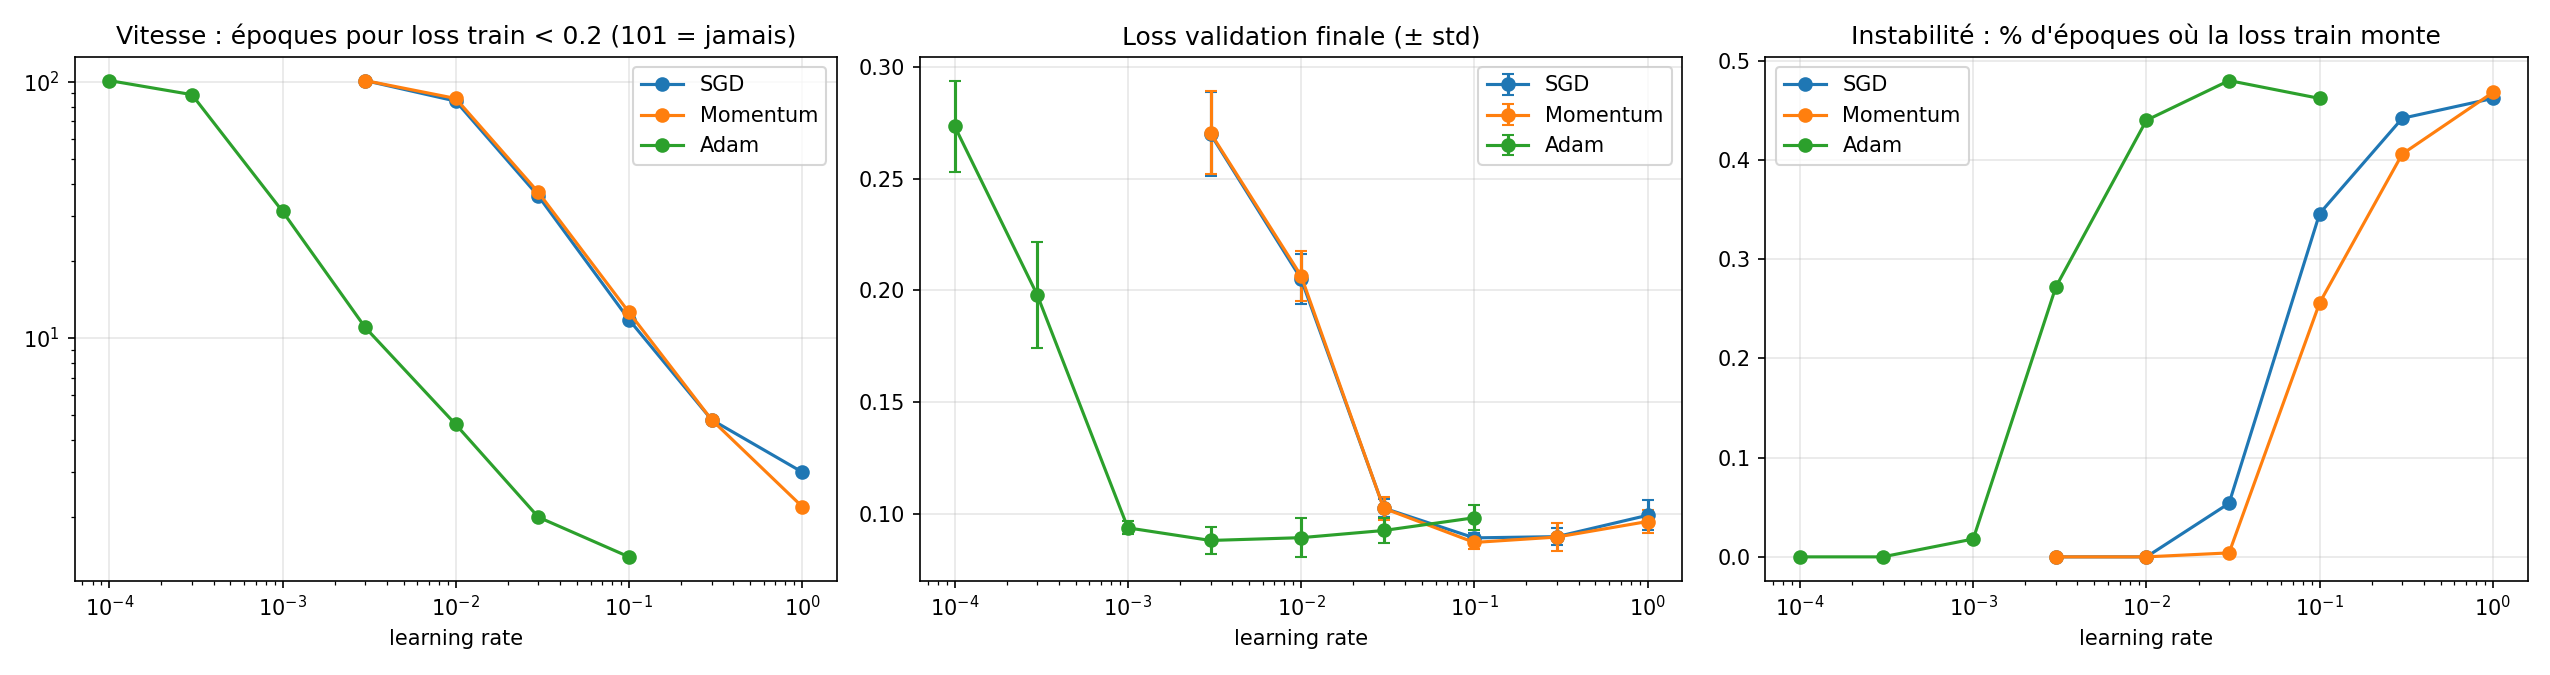 Vitesse : époques pour loss train < 0.2 (101 = jamais)
SGD
Momentum
Adam
10²
10¹
10⁻⁴
10⁻³
10⁻²
10⁻¹
10⁰
learning rate
Loss validation finale (± std)
SGD
Momentum
Adam
0.30
0.25
0.20
0.15
0.10
10⁻⁴
10⁻³
10⁻²
10⁻¹
10⁰
learning rate
Instabilité : % d'époques où la loss train monte
SGD
Momentum
Adam
0.5
0.4
0.3
0.2
0.1
0.0
10⁻⁴
10⁻³
10⁻²
10⁻¹
10⁰
learning rate